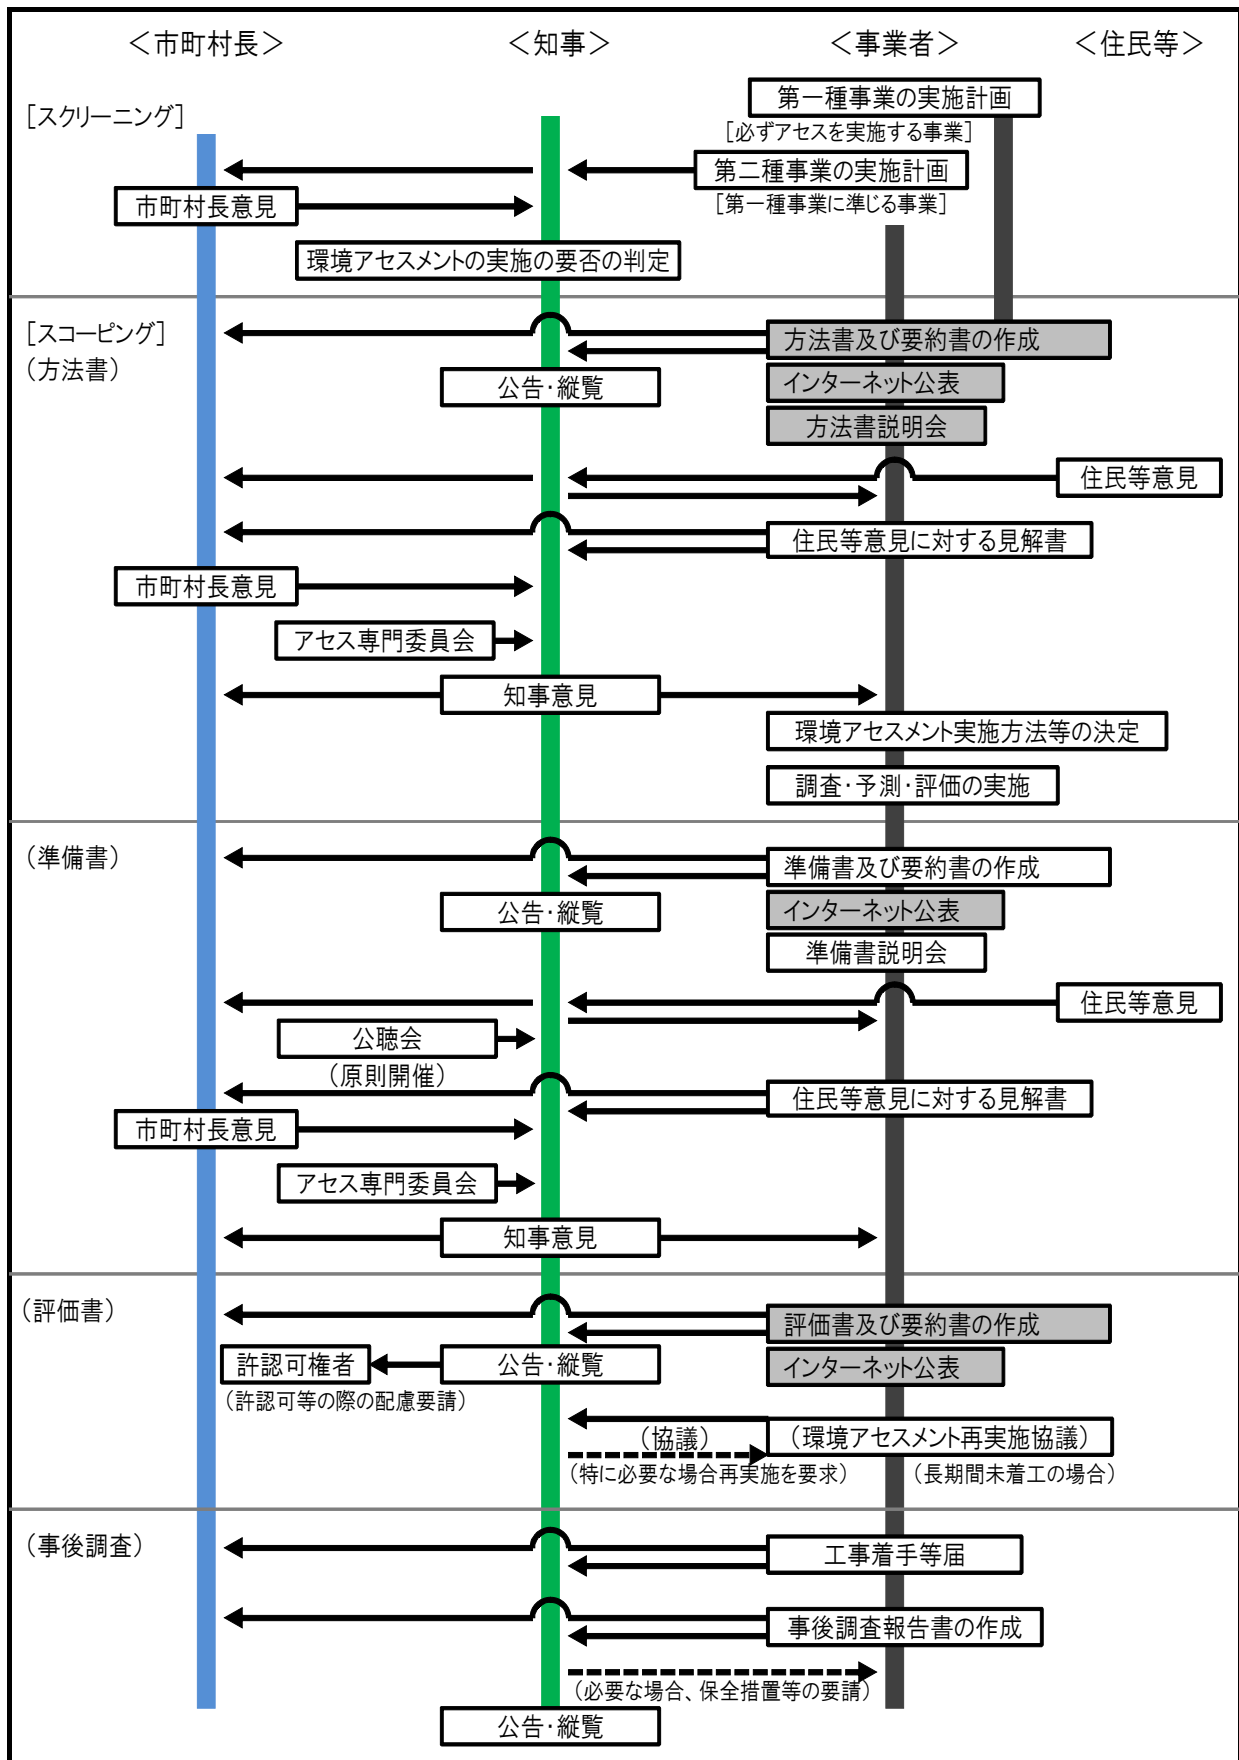 ＜市町村長＞ ＜知事＞ ＜事業者＞ ＜住民等＞
［スクリーニング］
第一種事業の実施計画
［必ずアセスを実施する事業］
第二種事業の実施計画
［第一種事業に準じる事業］
市町村長意見
環境アセスメントの実施の要否の判定
［スコーピング］
（方法書）
方法書及び要約書の作成
公告・縦覧
インターネット公表
方法書説明会
住民等意見
住民等意見に対する見解書
市町村長意見
アセス専門委員会
知事意見
環境アセスメント実施方法等の決定
調査・予測・評価の実施
（準備書）
準備書及び要約書の作成
公告・縦覧
インターネット公表
準備書説明会
住民等意見
公聴会
（原則開催）
住民等意見に対する見解書
市町村長意見
アセス専門委員会
知事意見
（評価書）
評価書及び要約書の作成
許認可権者
公告・縦覧
インターネット公表
（許認可等の際の配慮要請）
（協議）
（環境アセスメント再実施協議）
（特に必要な場合再実施を要求）
（長期間未着工の場合）
（事後調査）
工事着手等届
事後調査報告書の作成
（必要な場合、保全措置等の要請）
公告・縦覧